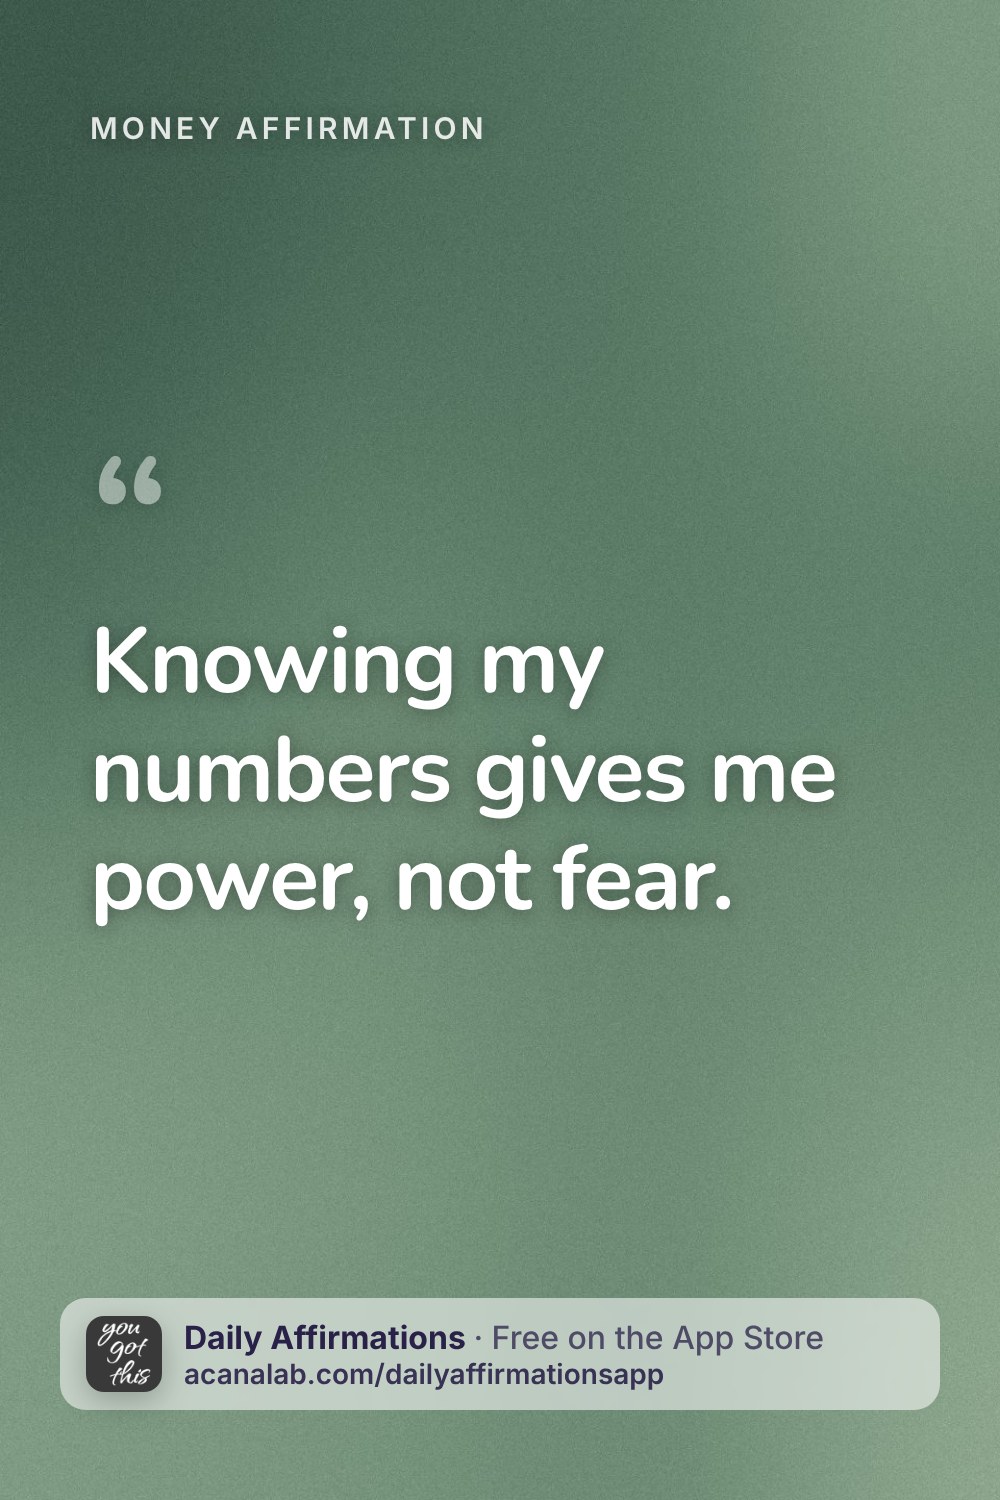 MONEY AFFIRMATION
“
Knowing my
numbers gives me
power, not fear.
you
got
this
Daily Affirmations · Free on the App Store
acanalab.com/dailyaffirmationsapp